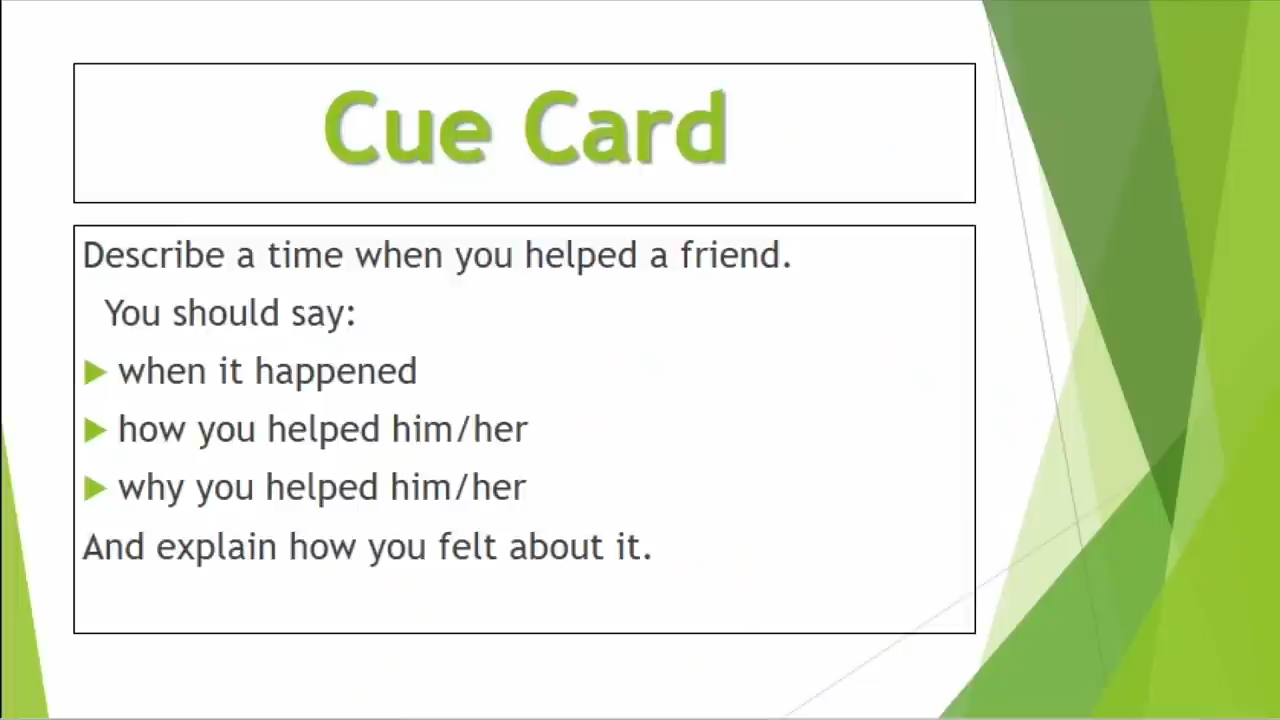 Cue Card
Describe a time when you helped a friend.
You should say:
when it happened
how you helped him/her
why you helped him/her
And explain how you felt about it.